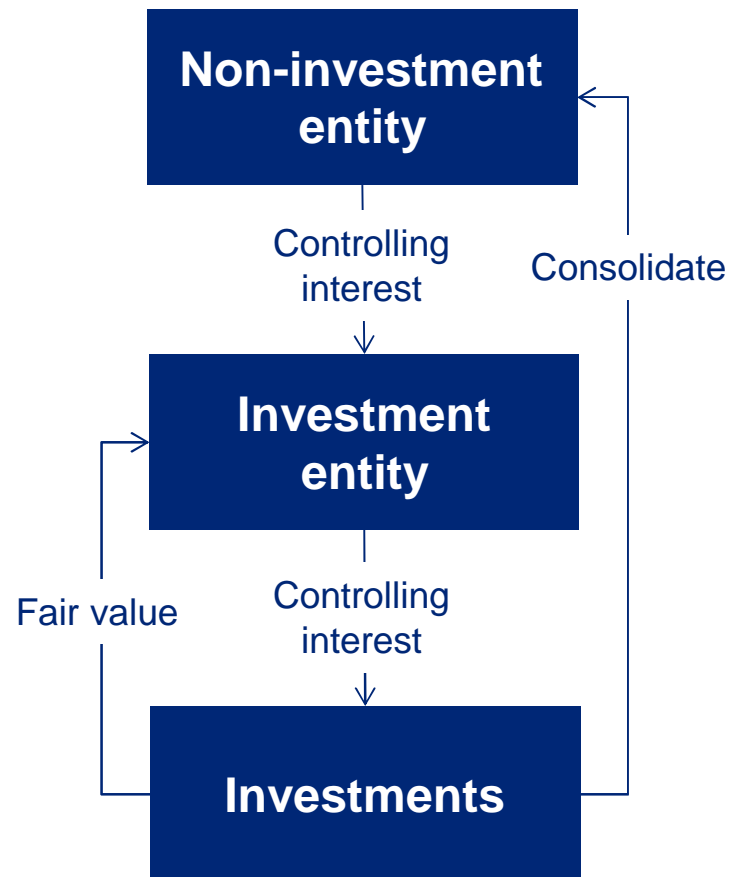 Non-investment
entity
Controlling
interest
Consolidate
Investment
entity
Fair value
Controlling
interest
Investments